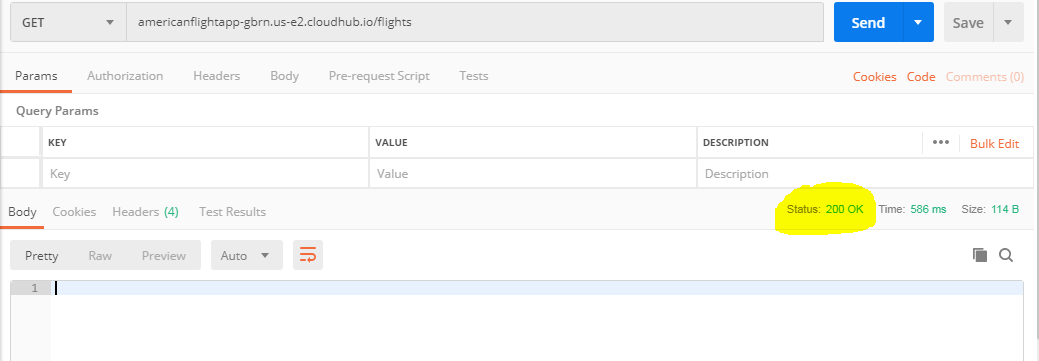 GET americanflightapp-gbrn.us-e2.cloudhub.io/flights Send Save
Params Authorization Headers Body Pre-request Script Tests Cookies Code Comments (0)
Query Params
KEY VALUE DESCRIPTION ••• Bulk Edit
Key Value Description
Body Cookies Headers (4) Test Results Status: 200 OK Time: 586 ms Size: 114 B
Pretty Raw Preview Auto
1